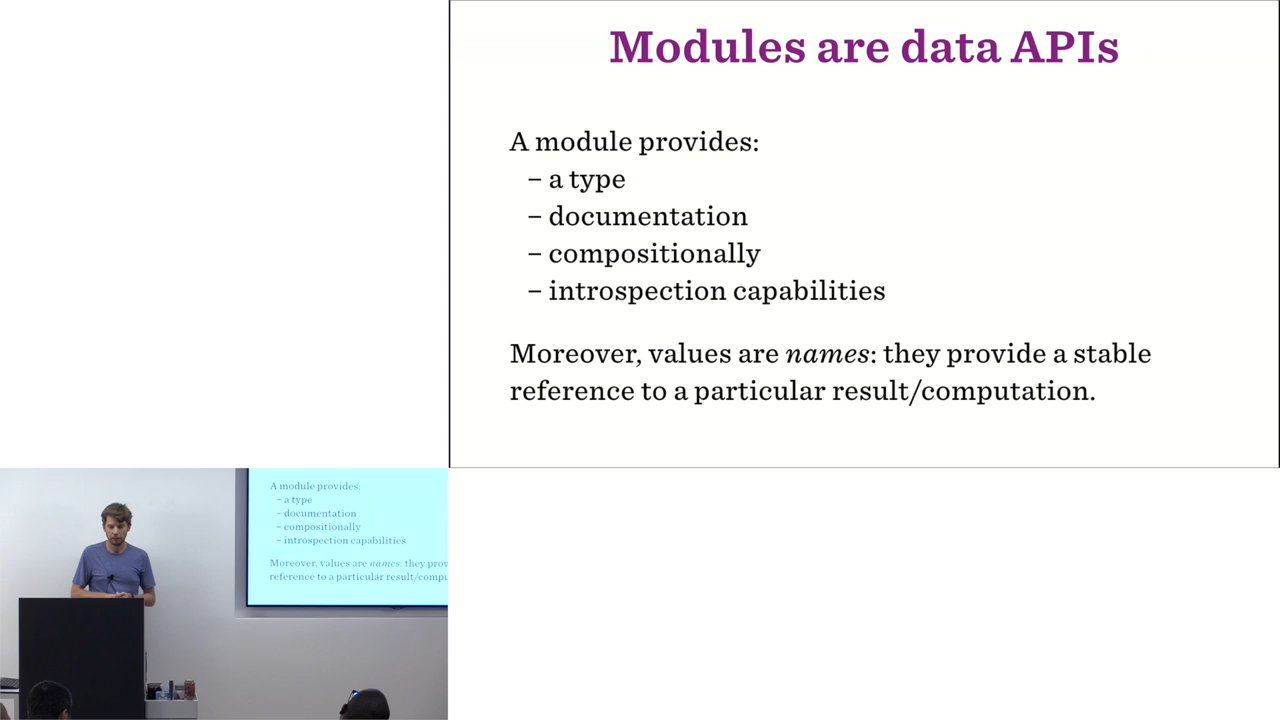 Modules are data APIs
A module provides:
– a type
– documentation
– compositionally
– introspection capabilities
Moreover, values are names: they provide a stable
reference to a particular result/computation.
A module provides:
– a type
– documentation
– compositionally
– introspection capabilities
Moreover, values are names: they prov
reference to a particular result/compu